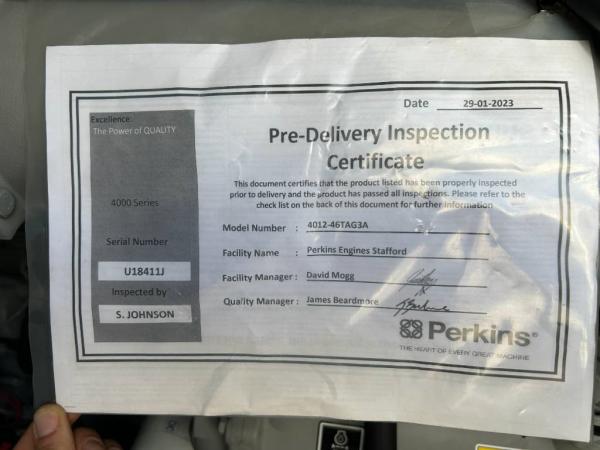 Date 29-01-2023
Excellence:
The Power of QUALITY
Pre-Delivery Inspection
Certificate
This document certifies that the product listed has been properly inspected
prior to delivery and the product has passed all inspections. Please refer to the
check list on the back of this document for further information
4000 Series
Model Number : 4012-46TAG3A
Serial Number
Facility Name : Perkins Engines Stafford
U18411J
Facility Manager : David Mogg
Inspected by
Quality Manager : James Beardmore
S. JOHNSON
Perkins®
THE HEART OF EVERY GREAT MACHINE